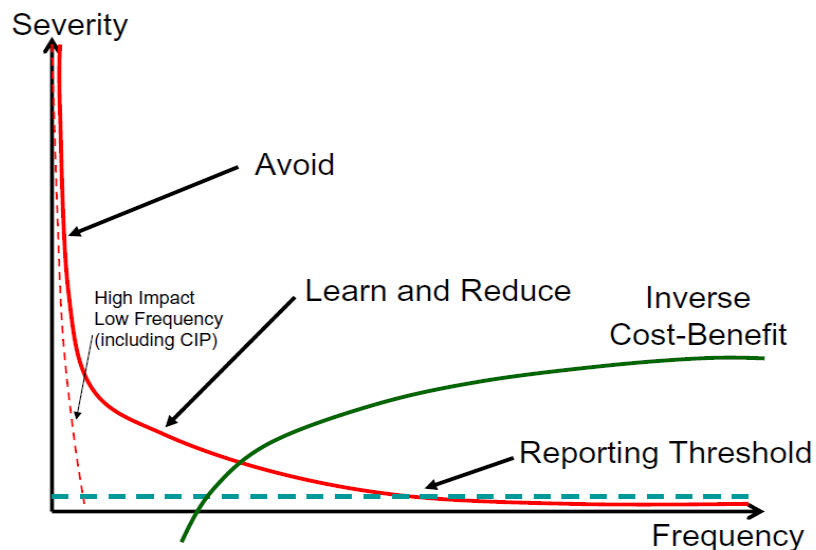 Severity
Avoid
High Impact
Low Frequency
(including CIP)
Learn and Reduce
Inverse
Cost-Benefit
Reporting Threshold
Frequency